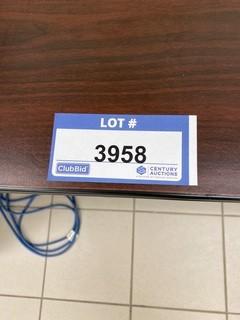 LOT #
3958
ClubBid
CENTURY
AUCTIONS